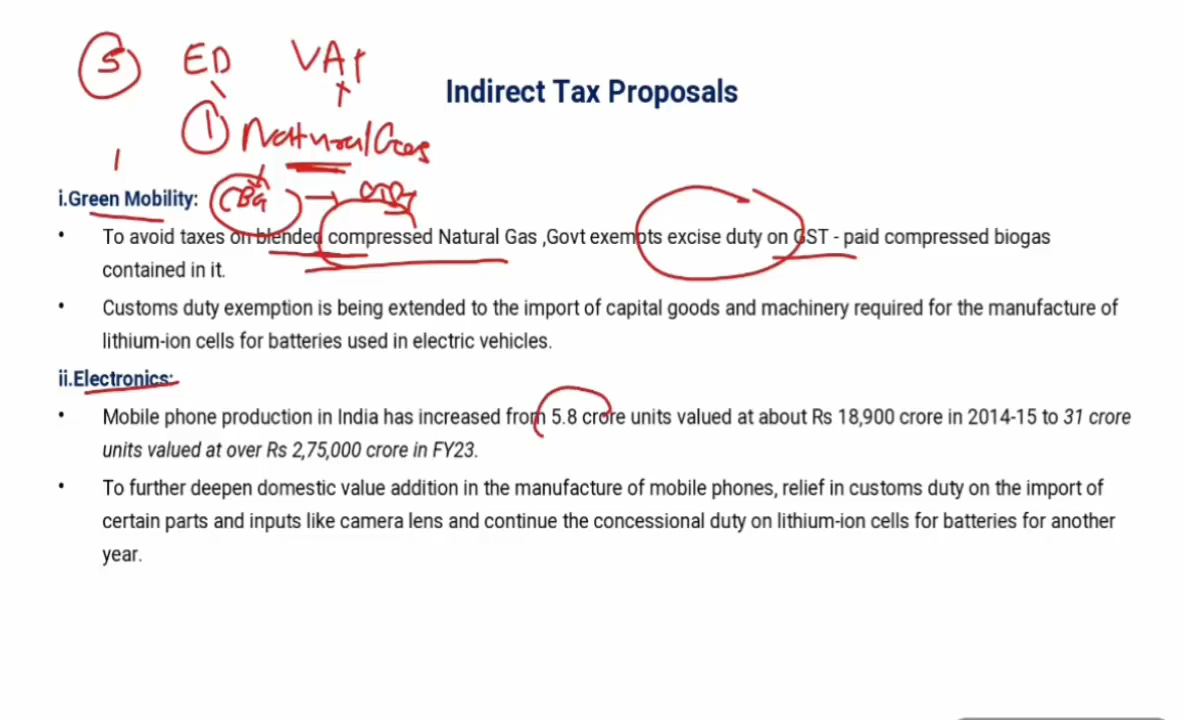 5 ED VAT
Indirect Tax Proposals
1 Natural Gas
i.Green Mobility: CBG
• To avoid taxes on blended compressed Natural Gas ,Govt exempts excise duty on GST - paid compressed biogas
contained in it.
• Customs duty exemption is being extended to the import of capital goods and machinery required for the manufacture of
lithium-ion cells for batteries used in electric vehicles.
ii.Electronics:
• Mobile phone production in India has increased from 5.8 crore units valued at about Rs 18,900 crore in 2014-15 to 31 crore
units valued at over Rs 2,75,000 crore in FY23.
• To further deepen domestic value addition in the manufacture of mobile phones, relief in customs duty on the import of
certain parts and inputs like camera lens and continue the concessional duty on lithium-ion cells for batteries for another
year.